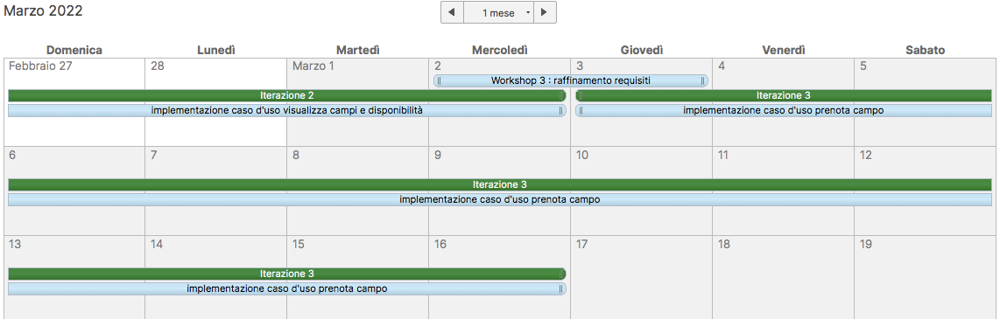 Marzo 2022
1 mese
Domenica Lunedì Martedì Mercoledì Giovedì Venerdì Sabato
Febbraio 27 28 Marzo 1 2 3 4 5
Workshop 3 : raffinamento requisiti
Iterazione 2 Iterazione 3
implementazione caso d'uso visualizza campi e disponibilità implementazione caso d'uso prenota campo
6 7 8 9 10 11 12
Iterazione 3
implementazione caso d'uso prenota campo
13 14 15 16 17 18 19
Iterazione 3
implementazione caso d'uso prenota campo